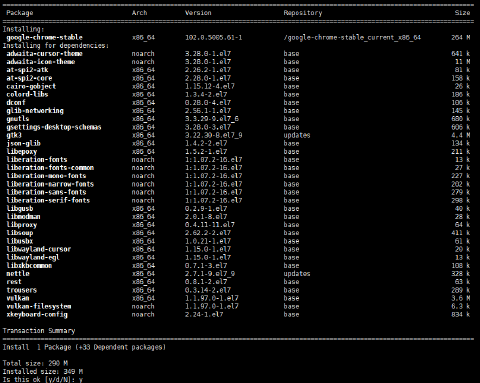 Package Arch Version Repository Size
Installing:
google-chrome-stable x86_64 102.0.5005.61-1 /google-chrome-stable_current_x86_64 264 M
Installing for dependencies:
adwaita-cursor-theme noarch 3.28.0-1.el7 base 641 k
adwaita-icon-theme noarch 3.28.0-1.el7 base 11 M
at-spi2-atk x86_64 2.26.2-1.el7 base 81 k
at-spi2-core x86_64 2.28.0-1.el7 base 158 k
cairo-gobject x86_64 1.15.12-4.el7 base 26 k
colord-libs x86_64 1.3.4-2.el7 base 186 k
dconf x86_64 0.28.0-4.el7 base 106 k
glib-networking x86_64 2.56.1-1.el7 base 145 k
gnutls x86_64 3.3.29-9.el7_6 base 680 k
gsettings-desktop-schemas x86_64 3.28.0-3.el7 base 606 k
gtk3 x86_64 3.22.30-8.el7_9 updates 4.4 M
json-glib x86_64 1.4.2-2.el7 base 134 k
libepoxy x86_64 1.5.2-1.el7 base 211 k
liberation-fonts noarch 1:1.07.2-16.el7 base 13 k
liberation-fonts-common noarch 1:1.07.2-16.el7 base 27 k
liberation-mono-fonts noarch 1:1.07.2-16.el7 base 227 k
liberation-narrow-fonts noarch 1:1.07.2-16.el7 base 202 k
liberation-sans-fonts noarch 1:1.07.2-16.el7 base 279 k
liberation-serif-fonts noarch 1:1.07.2-16.el7 base 298 k
libgusb x86_64 0.2.9-1.el7 base 40 k
libmodman x86_64 2.0.1-8.el7 base 28 k
libproxy x86_64 0.4.11-11.el7 base 64 k
libsoup x86_64 2.62.2-2.el7 base 411 k
libusbx x86_64 1.0.21-1.el7 base 61 k
libwayland-cursor x86_64 1.15.0-1.el7 base 20 k
libwayland-egl x86_64 1.15.0-1.el7 base 13 k
libxkbcommon x86_64 0.7.1-3.el7 base 108 k
nettle x86_64 2.7.1-9.el7_9 updates 328 k
rest x86_64 0.8.1-2.el7 base 63 k
trousers x86_64 0.3.14-2.el7 base 289 k
vulkan x86_64 1.1.97.0-1.el7 base 3.6 M
vulkan-filesystem noarch 1.1.97.0-1.el7 base 6.3 k
xkeyboard-config noarch 2.24-1.el7 base 834 k
Transaction Summary
Install 1 Package (+33 Dependent packages)
Total size: 290 M
Installed size: 349 M
Is this ok [y/d/N]: y